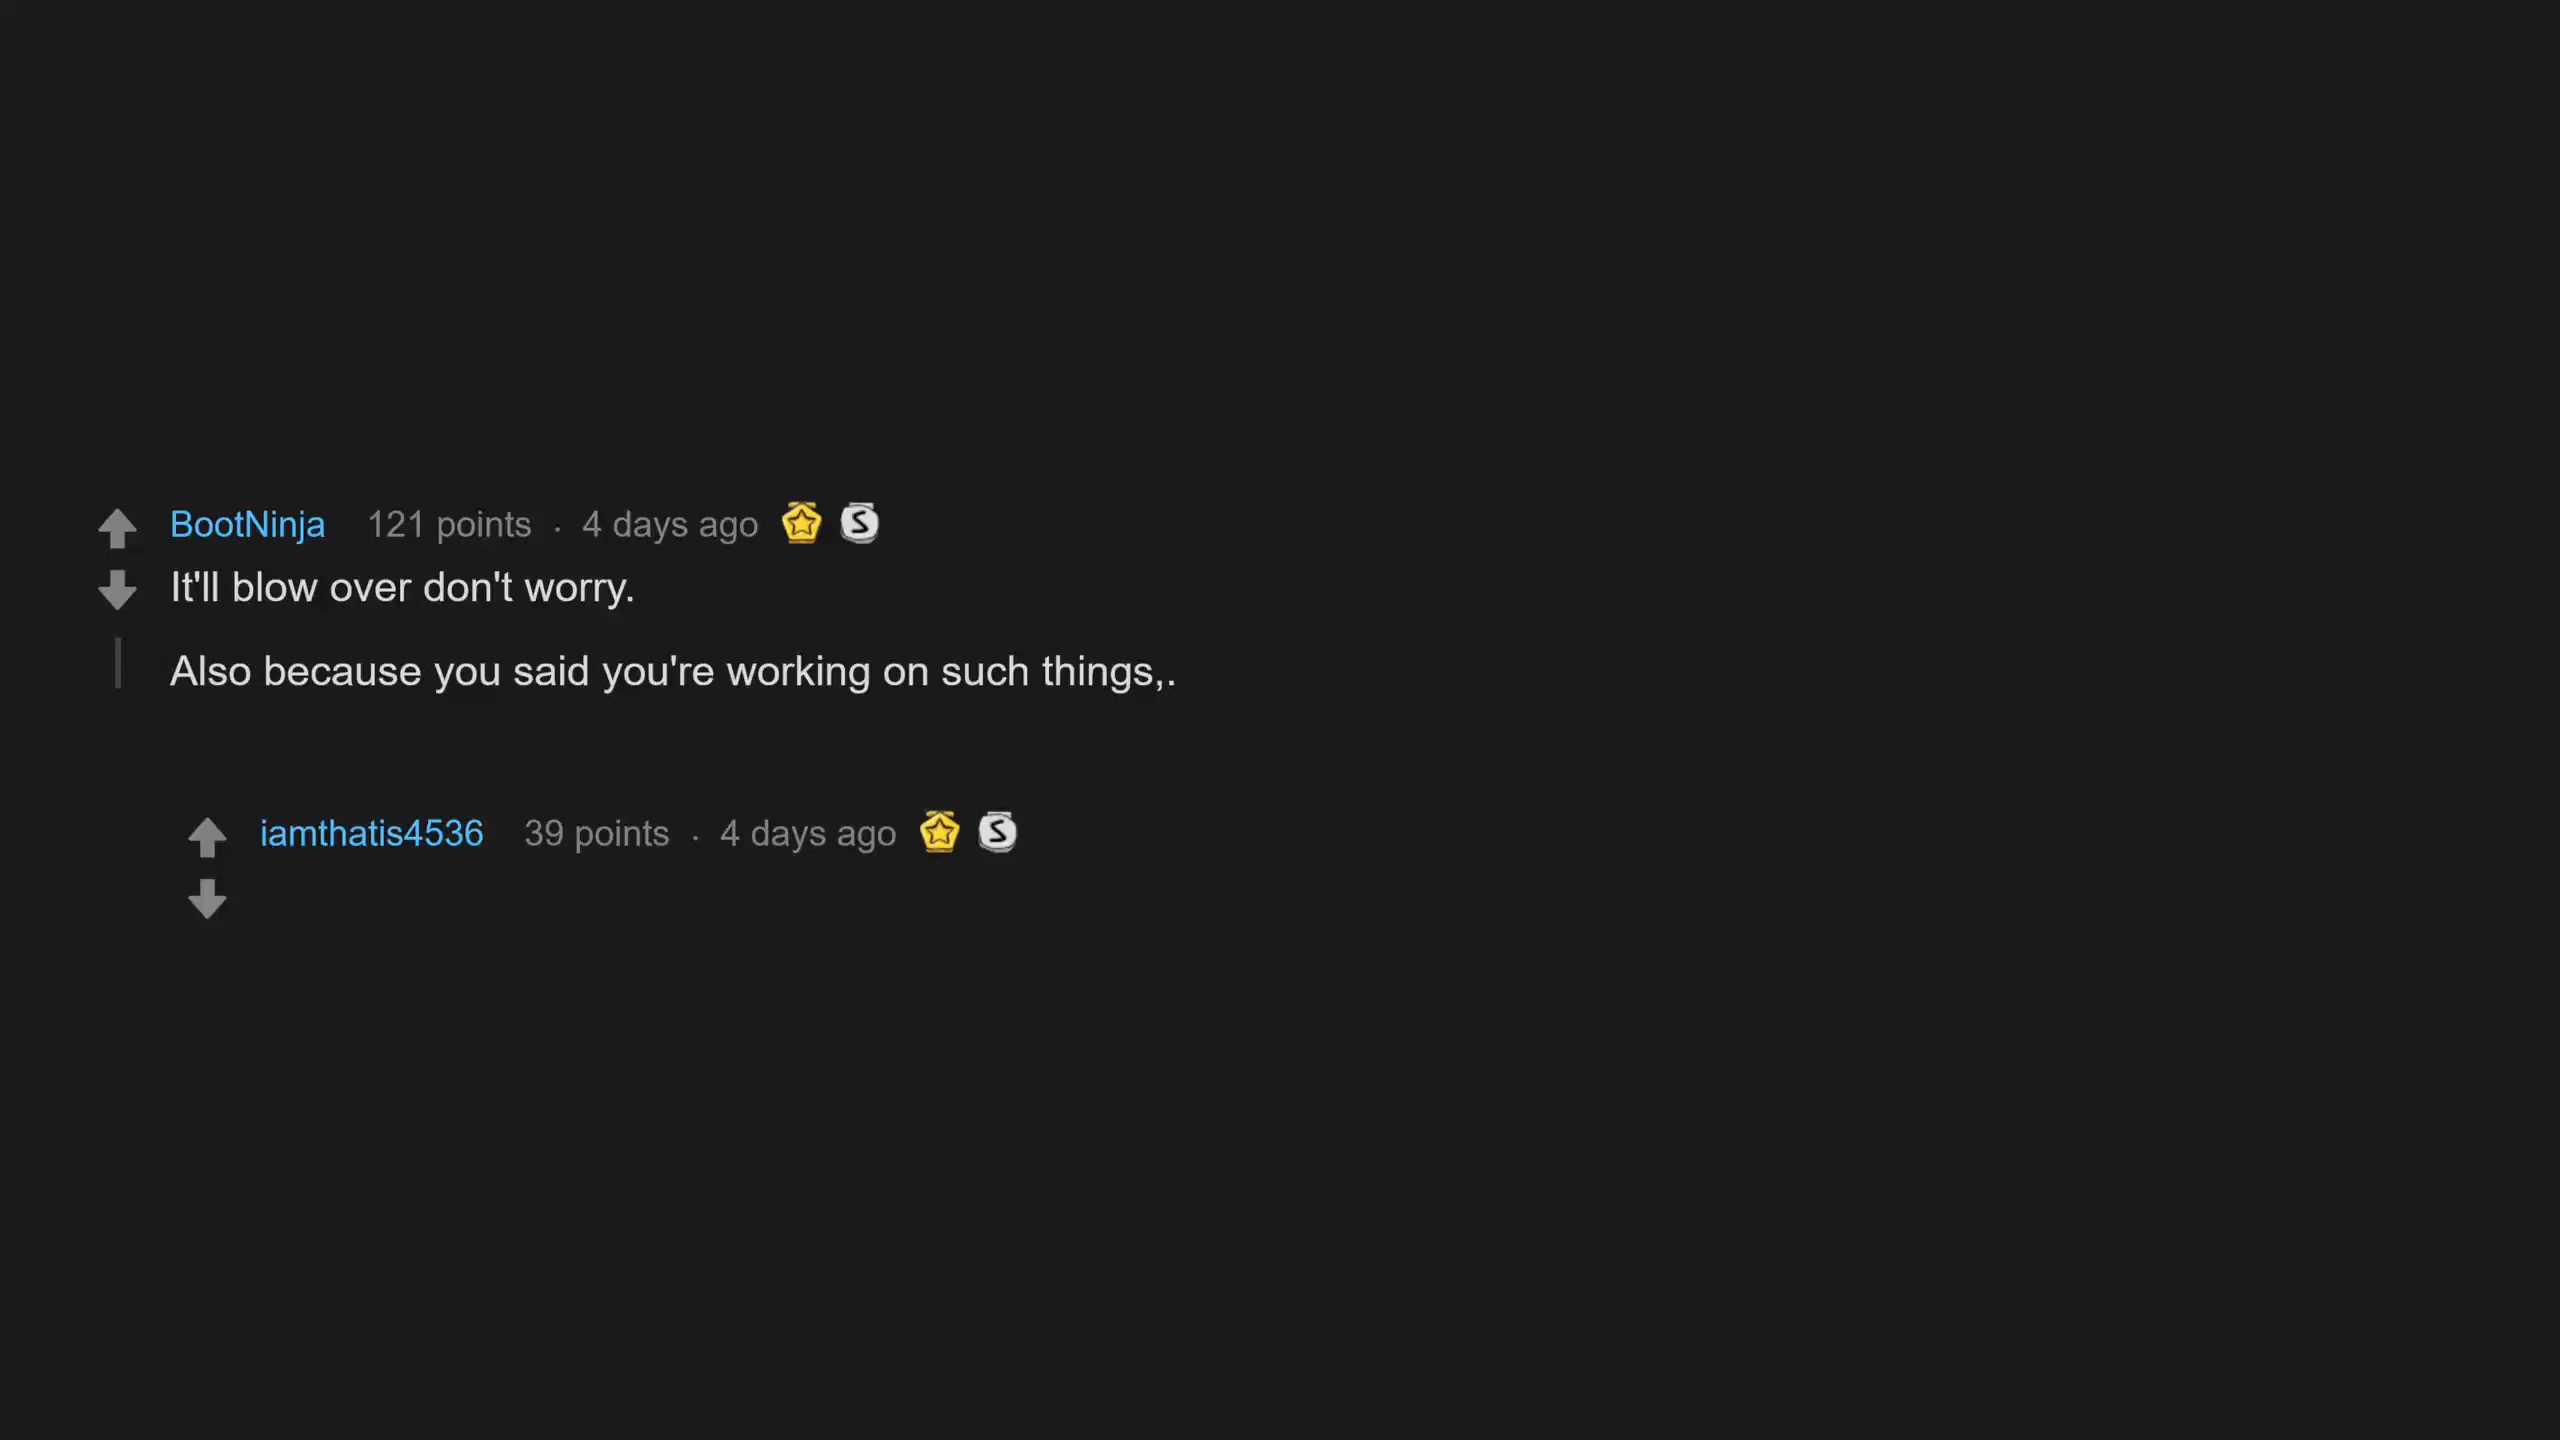 BootNinja 121 points · 4 days ago S
It'll blow over don't worry.
Also because you said you're working on such things,.
iamthatis4536 39 points · 4 days ago S